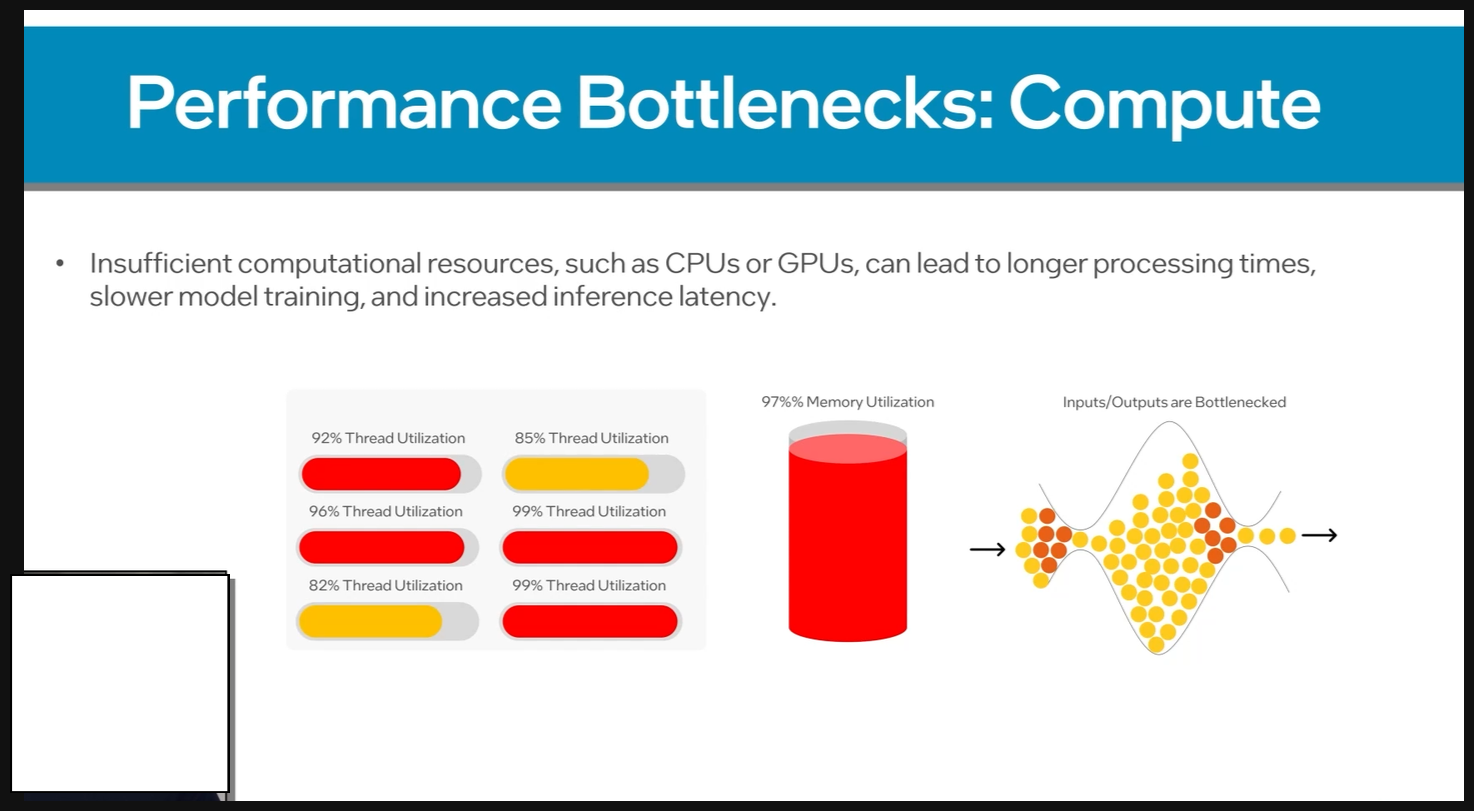 Performance Bottlenecks: Compute
• Insufficient computational resources, such as CPUs or GPUs, can lead to longer processing times,
slower model training, and increased inference latency.
92% Thread Utilization
85% Thread Utilization
96% Thread Utilization
99% Thread Utilization
82% Thread Utilization
99% Thread Utilization
97%% Memory Utilization
Inputs/Outputs are Bottlenecked